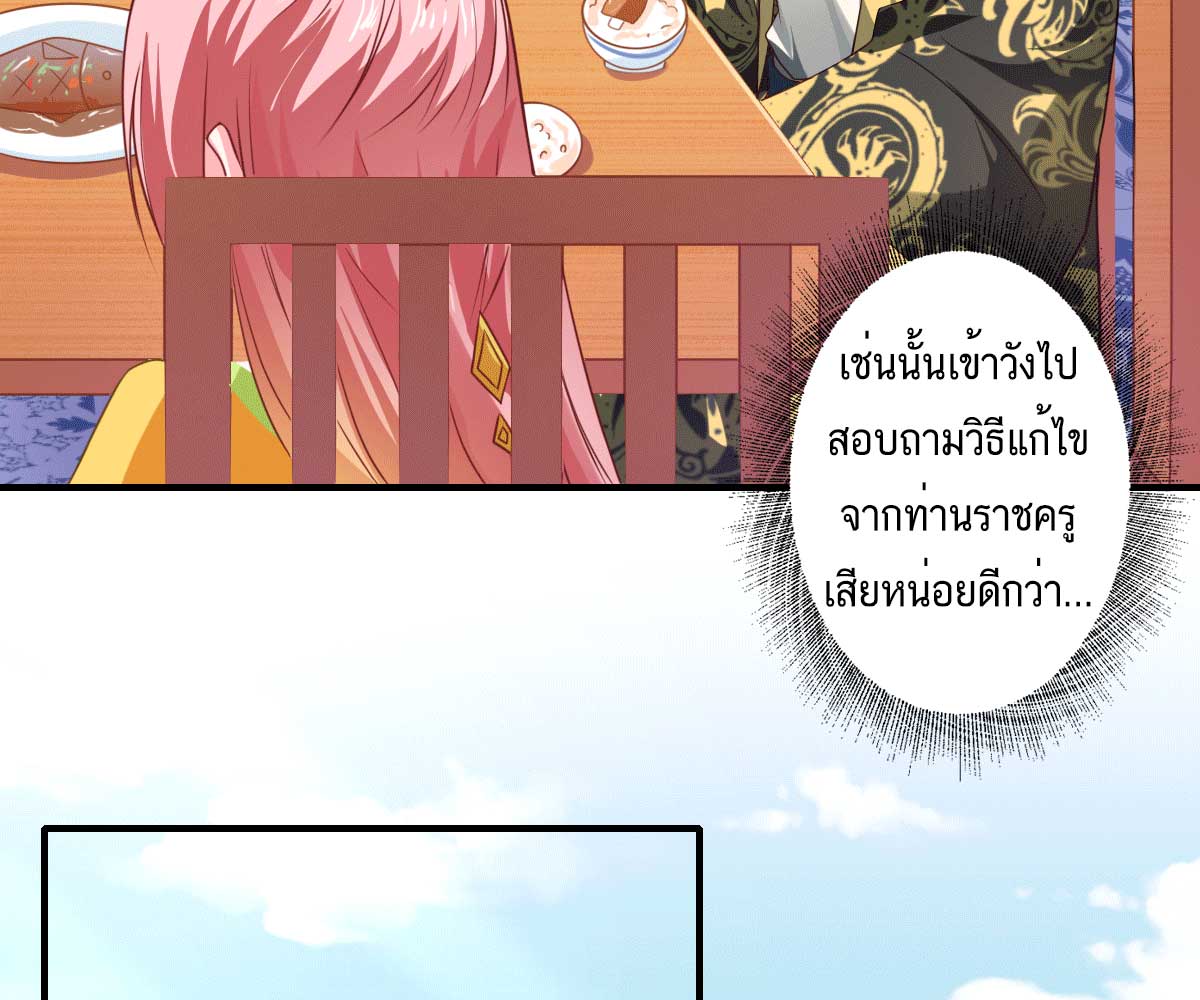 เช่นนั้นเข้าวังไป
สอบถามวิธีแก้ไข
จากท่านราชครู
เสียหน่อยดีกว่า...